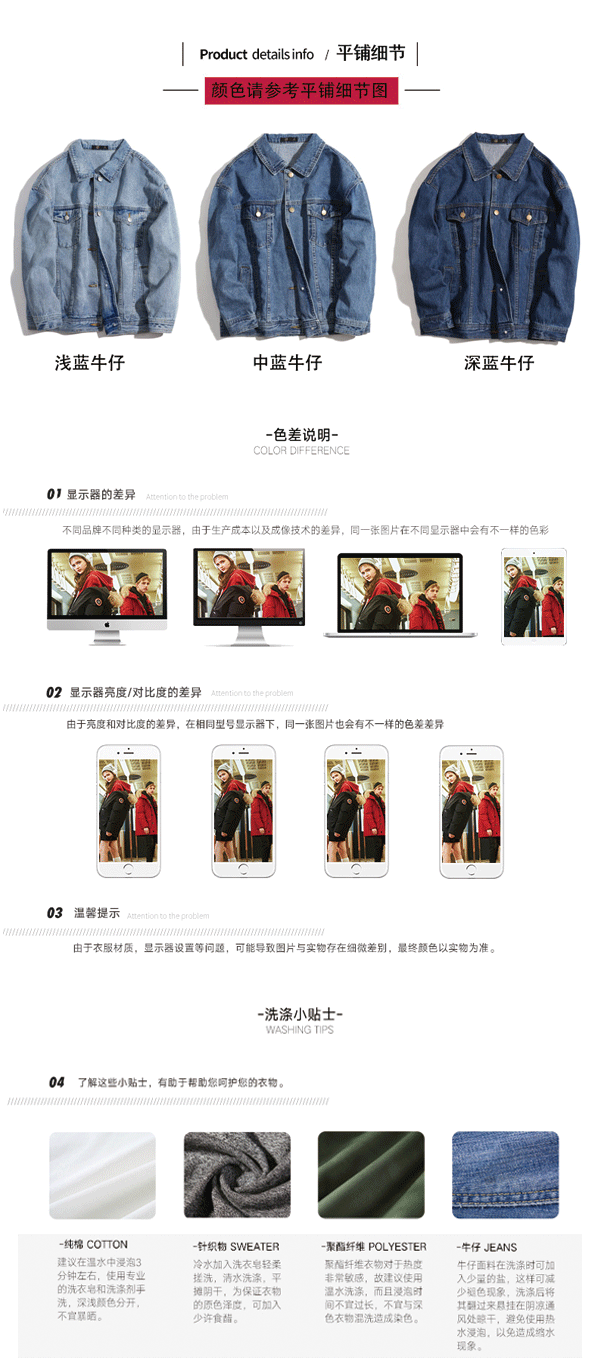 Product details info / 平铺细节
颜色请参考平铺细节图
浅蓝牛仔
中蓝牛仔
深蓝牛仔
-色差说明-
COLOR DIFFERENCE
01 显示器的差异 Attention to the problem
不同品牌不同种类的显示器，由于生产成本以及成像技术的差异，同一张图片在不同显示器中会有不一样的色彩
02 显示器亮度/对比度的差异 Attention to the problem
由于亮度和对比度的差异，在相同型号显示器下，同一张图片也会有不一样的色差差异
03 温馨提示 Attention to the problem
由于衣服材质，显示器设置等问题，可能导致图片与实物存在细微差别，最终颜色以实物为准。
-洗涤小贴士-
WASHING TIPS
04 了解这些小贴士，有助于帮助您呵护您的衣物。
-纯棉 COTTON
建议在温水中浸泡3
分钟左右，使用专业
的洗衣皂和洗涤剂手
洗，深浅颜色分开，
不宜暴晒。
-针织物 SWEATER
冷水加入洗衣皂轻柔
搓洗，清水洗涤，平
摊阴干，为保证衣物
的原色泽度，可加入
少许食醋。
-聚酯纤维 POLYESTER
聚酯纤维衣物对于热度
非常敏感，故建议使用
温水洗涤，而且浸泡时
间不宜过长，不宜与深
色衣物混洗造成染色。
-牛仔 JEANS
牛仔面料在洗涤时可加
入少量的盐，这样可减
少褪色现象，洗涤后将
其翻过来悬挂在阴凉通
风处晾干，避免使用热
水浸泡，以免造成缩水
现象。